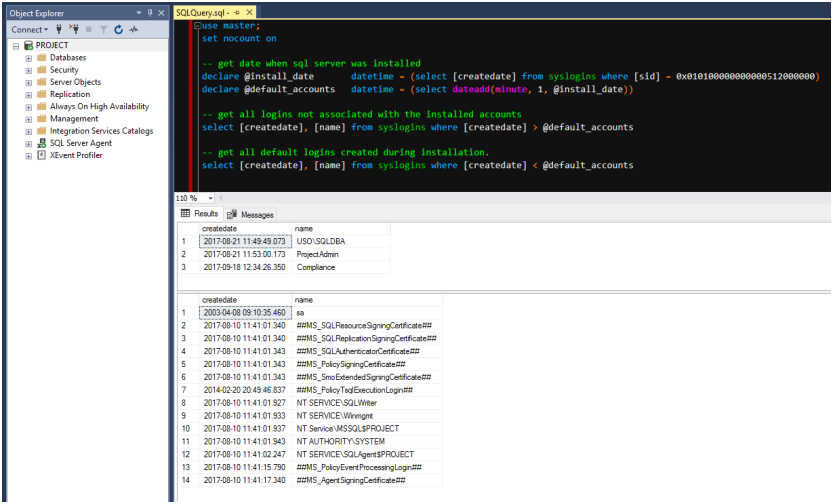 Object Explorer
Connect
PROJECT
Databases
Security
Server Objects
Replication
Always On High Availability
Management
Integration Services Catalogs
SQL Server Agent
XEvent Profiler
SQLQuery.sql -
use master;
set nocount on
-- get date when sql server was installed
declare @install_date datetime = (select [createdate] from syslogins where [sid] = 0x010100000000000512000000)
declare @default_accounts datetime = (select dateadd(minute, 1, @install_date))
-- get all logins not associated with the installed accounts
select [createdate], [name] from syslogins where [createdate] > @default_accounts
-- get all default logins created during installation.
select [createdate], [name] from syslogins where [createdate] < @default_accounts
110 %
Results Messages
createdate name
1 2017-08-21 11:49:49.073 USO\SQLDBA
2 2017-08-21 11:53:00.173 ProjectAdmin
3 2017-09-18 12:34:26.350 Compliance
createdate name
1 2003-04-08 09:10:35.460 sa
2 2017-08-10 11:41:01.340 ##MS_SQLResourceSigningCertificate##
3 2017-08-10 11:41:01.340 ##MS_SQLReplicationSigningCertificate##
4 2017-08-10 11:41:01.343 ##MS_SQLAuthenticatorCertificate##
5 2017-08-10 11:41:01.343 ##MS_PolicySigningCertificate##
6 2017-08-10 11:41:01.343 ##MS_SmoExtendedSigningCertificate##
7 2014-02-20 20:49:46.837 ##MS_PolicyTsqlExecutionLogin##
8 2017-08-10 11:41:01.927 NT SERVICE\SQLWriter
9 2017-08-10 11:41:01.933 NT SERVICE\Winmgmt
10 2017-08-10 11:41:01.937 NT Service\MSSQL$PROJECT
11 2017-08-10 11:41:01.943 NT AUTHORITY\SYSTEM
12 2017-08-10 11:41:02.247 NT SERVICE\SQLAgent$PROJECT
13 2017-08-10 11:41:15.790 ##MS_PolicyEventProcessingLogin##
14 2017-08-10 11:41:17.340 ##MS_AgentSigningCertificate##